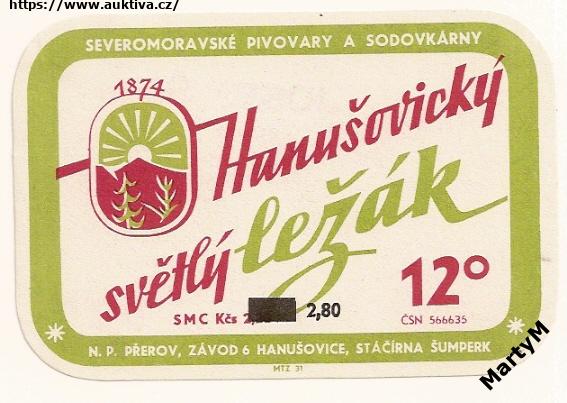 https://www.auktiva.cz/
SEVEROMORAVSKÉ PIVOVARY A SODOVKÁRNY
1874
Hanušovický
světlý ležák
12°
SMC Kčs 2, 2,80
ČSN 566635
N. P. PŘEROV, ZÁVOD 6 HANUŠOVICE, STÁČÍRNA ŠUMPERK
MTZ 31
MartyM